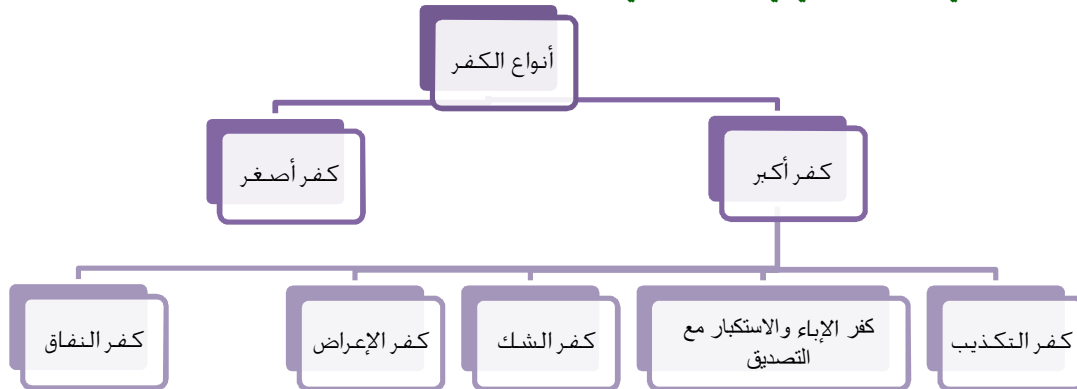 أنواع الكفر
كفر أكبر
كفر أصغر
كفر التكذيب
كفر الإباء والاستكبار مع
التصديق
كفر الشك
كفر الإعراض
كفر النفاق